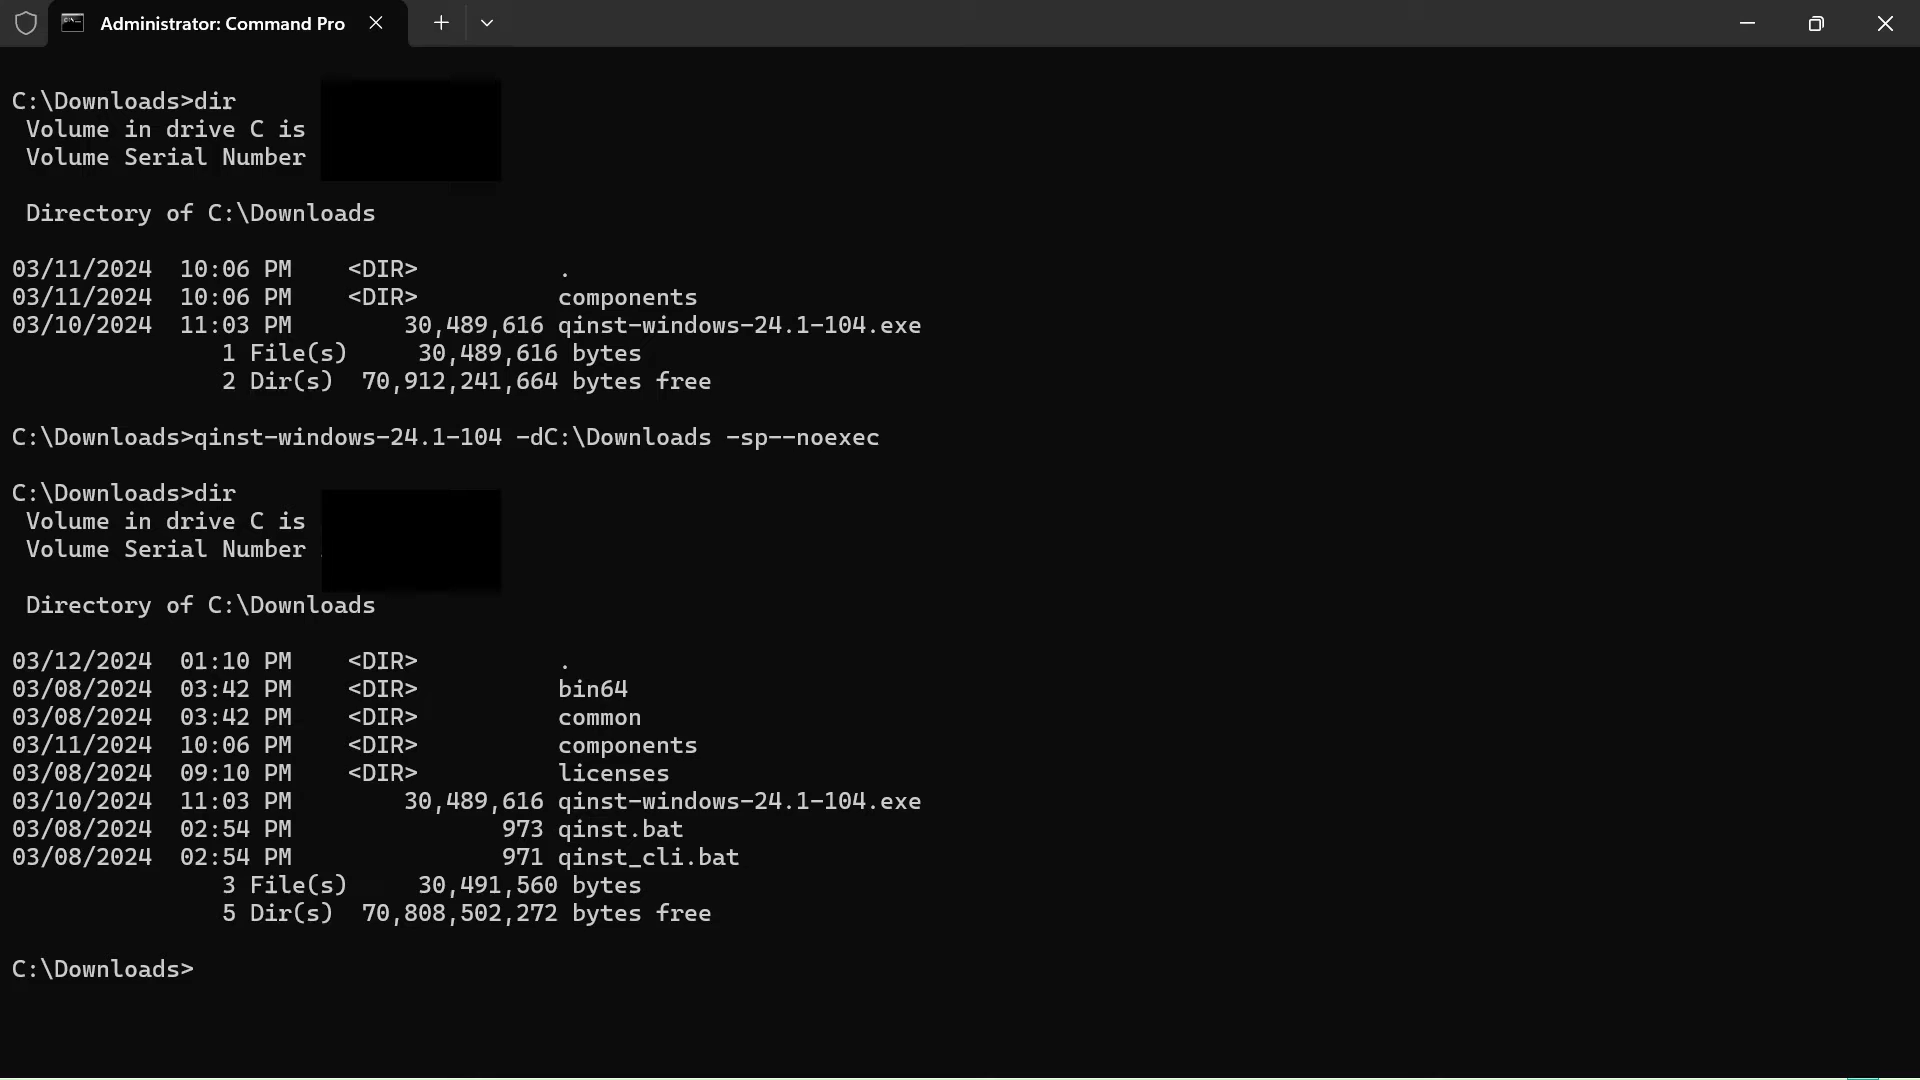 Administrator: Command Pro
C:\Downloads>dir
 Volume in drive C is
 Volume Serial Number

 Directory of C:\Downloads

03/11/2024  10:06 PM    <DIR>          .
03/11/2024  10:06 PM    <DIR>          components
03/10/2024  11:03 PM        30,489,616 qinst-windows-24.1-104.exe
               1 File(s)     30,489,616 bytes
               2 Dir(s)  70,912,241,664 bytes free

C:\Downloads>qinst-windows-24.1-104 -dC:\Downloads -sp--noexec

C:\Downloads>dir
 Volume in drive C is
 Volume Serial Number

 Directory of C:\Downloads

03/12/2024  01:10 PM    <DIR>          .
03/08/2024  03:42 PM    <DIR>          bin64
03/08/2024  03:42 PM    <DIR>          common
03/11/2024  10:06 PM    <DIR>          components
03/08/2024  09:10 PM    <DIR>          licenses
03/10/2024  11:03 PM        30,489,616 qinst-windows-24.1-104.exe
03/08/2024  02:54 PM               973 qinst.bat
03/08/2024  02:54 PM               971 qinst_cli.bat
               3 File(s)     30,491,560 bytes
               5 Dir(s)  70,808,502,272 bytes free

C:\Downloads>